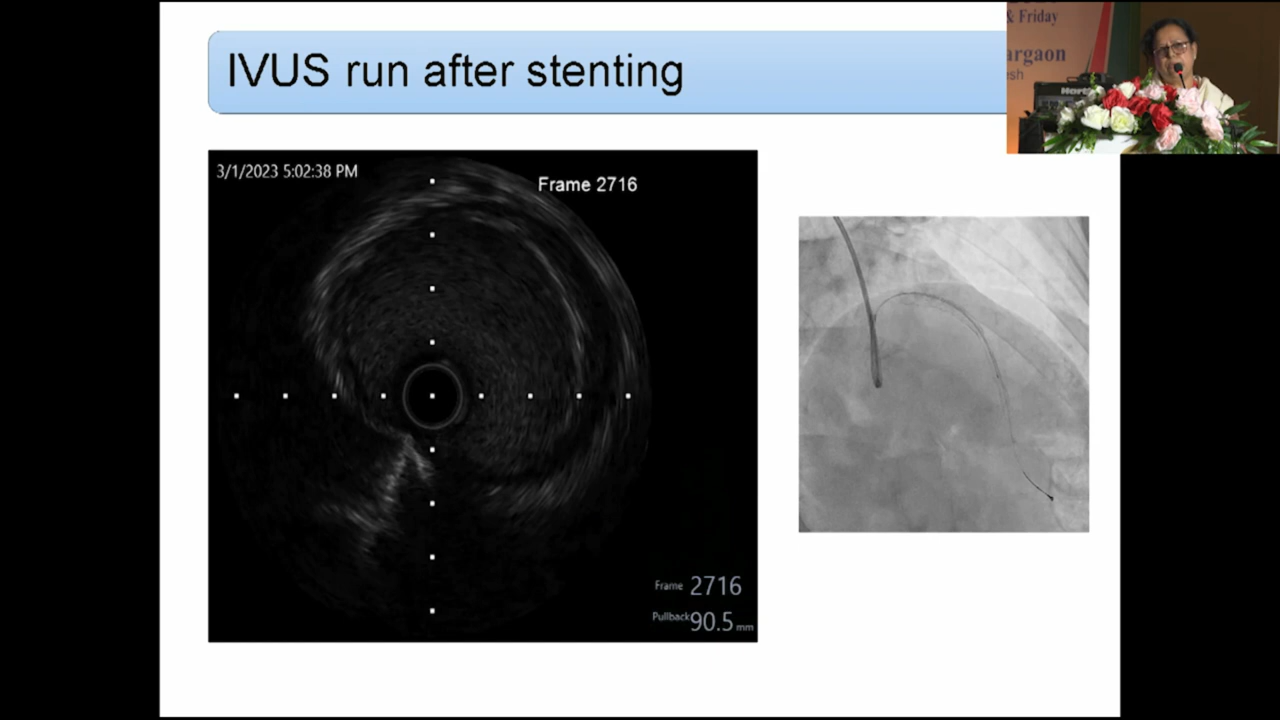 IVUS run after stenting
3/1/2023 5:02:38 PM
Frame 2716
Frame 2716
Pullback 90.5 mm
& Friday
argaon
esh